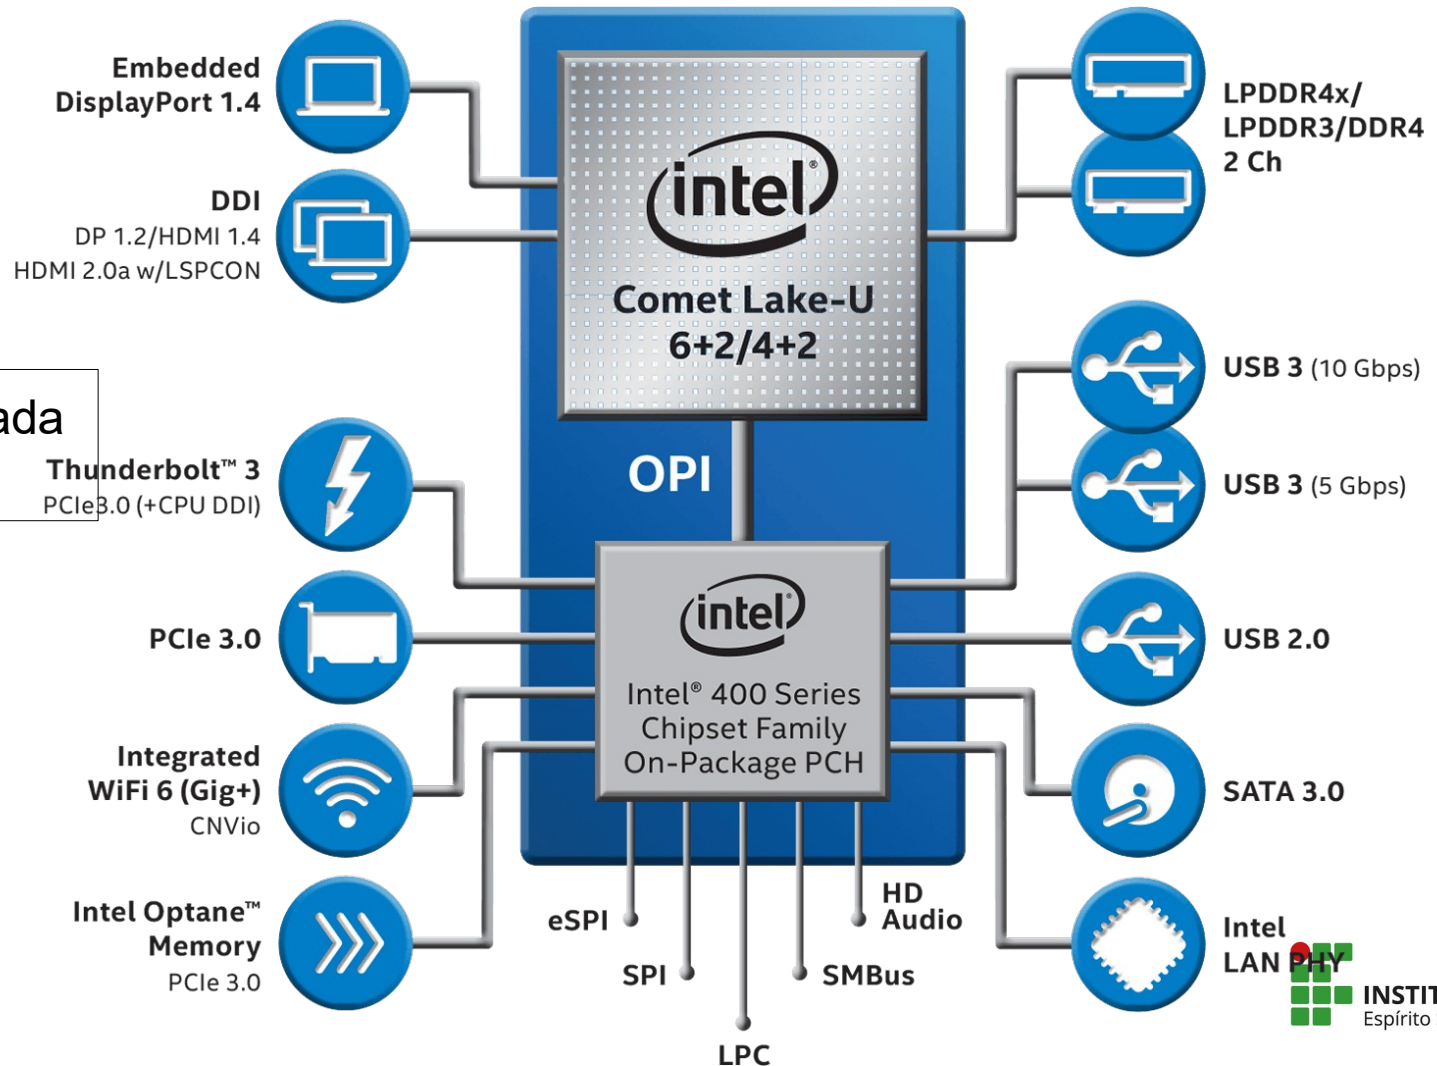 Embedded
DisplayPort 1.4
DDI
DP 1.2/HDMI 1.4
HDMI 2.0a w/LSPCON
Thunderbolt™ 3
PCIe3.0 (+CPU DDI)
PCIe 3.0
Integrated
WiFi 6 (Gig+)
CNVio
Intel Optane™
Memory
PCIe 3.0
intel®
Comet Lake-U
6+2/4+2
OPI
intel®
Intel® 400 Series
Chipset Family
On-Package PCH
eSPI
SPI
LPC
SMBus
HD
Audio
LPDDR4x/
LPDDR3/DDR4
2 Ch
USB 3 (10 Gbps)
USB 3 (5 Gbps)
USB 2.0
SATA 3.0
Intel
LAN PHY
Espírito